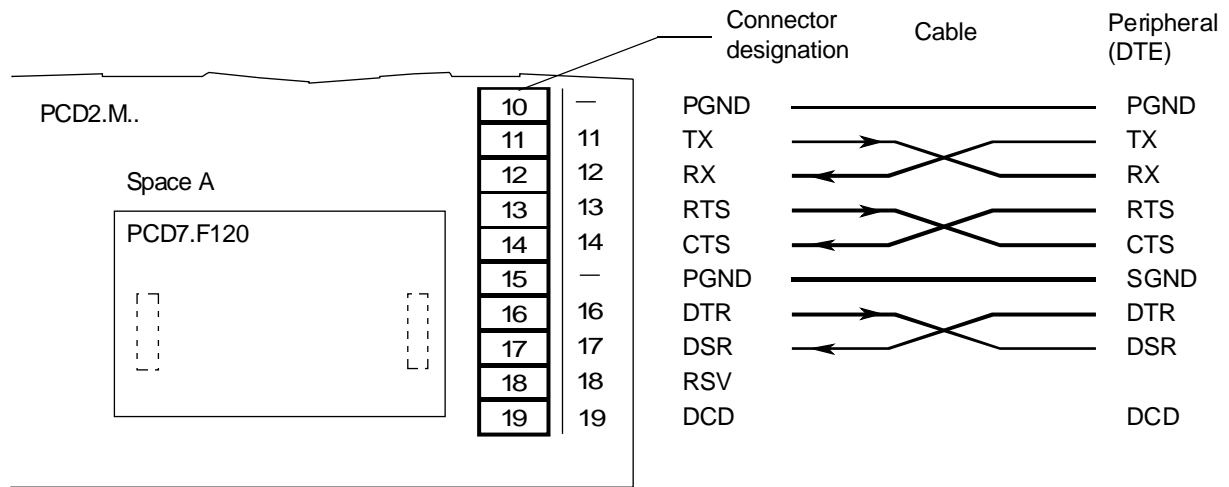 Connector designation
Cable
Peripheral (DTE)
PCD2.M..
Space A
PCD7.F120
10 — PGND PGND
11 11 TX TX
12 12 RX RX
13 13 RTS RTS
14 14 CTS CTS
15 — PGND SGND
16 16 DTR DTR
17 17 DSR DSR
18 18 RSV
19 19 DCD DCD